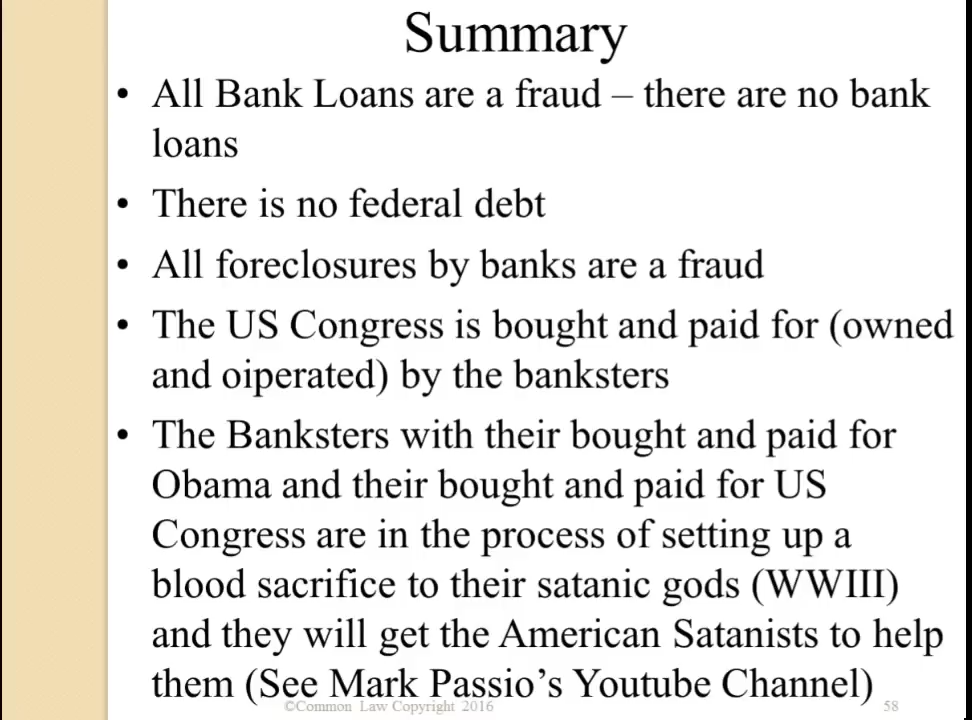 Summary
• All Bank Loans are a fraud – there are no bank
loans
• There is no federal debt
• All foreclosures by banks are a fraud
• The US Congress is bought and paid for (owned
and oiperated) by the banksters
• The Banksters with their bought and paid for
Obama and their bought and paid for US
Congress are in the process of setting up a
blood sacrifice to their satanic gods (WWIII)
and they will get the American Satanists to help
them (See Mark Passio’s Youtube Channel)
©Common Law Copyright 2016
58